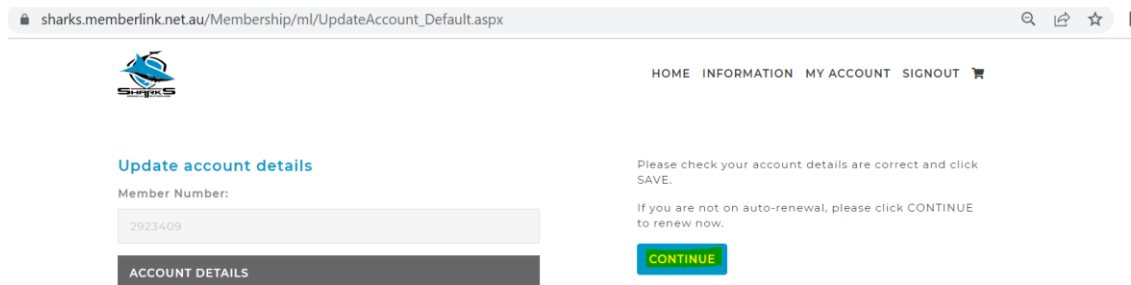 sharks.memberlink.net.au/Membership/ml/UpdateAccount_Default.aspx
SHARKS
HOME INFORMATION MY ACCOUNT SIGNOUT
Update account details
Member Number:
2923409
ACCOUNT DETAILS
Please check your account details are correct and click
SAVE.
If you are not on auto-renewal, please click CONTINUE
to renew now.
CONTINUE